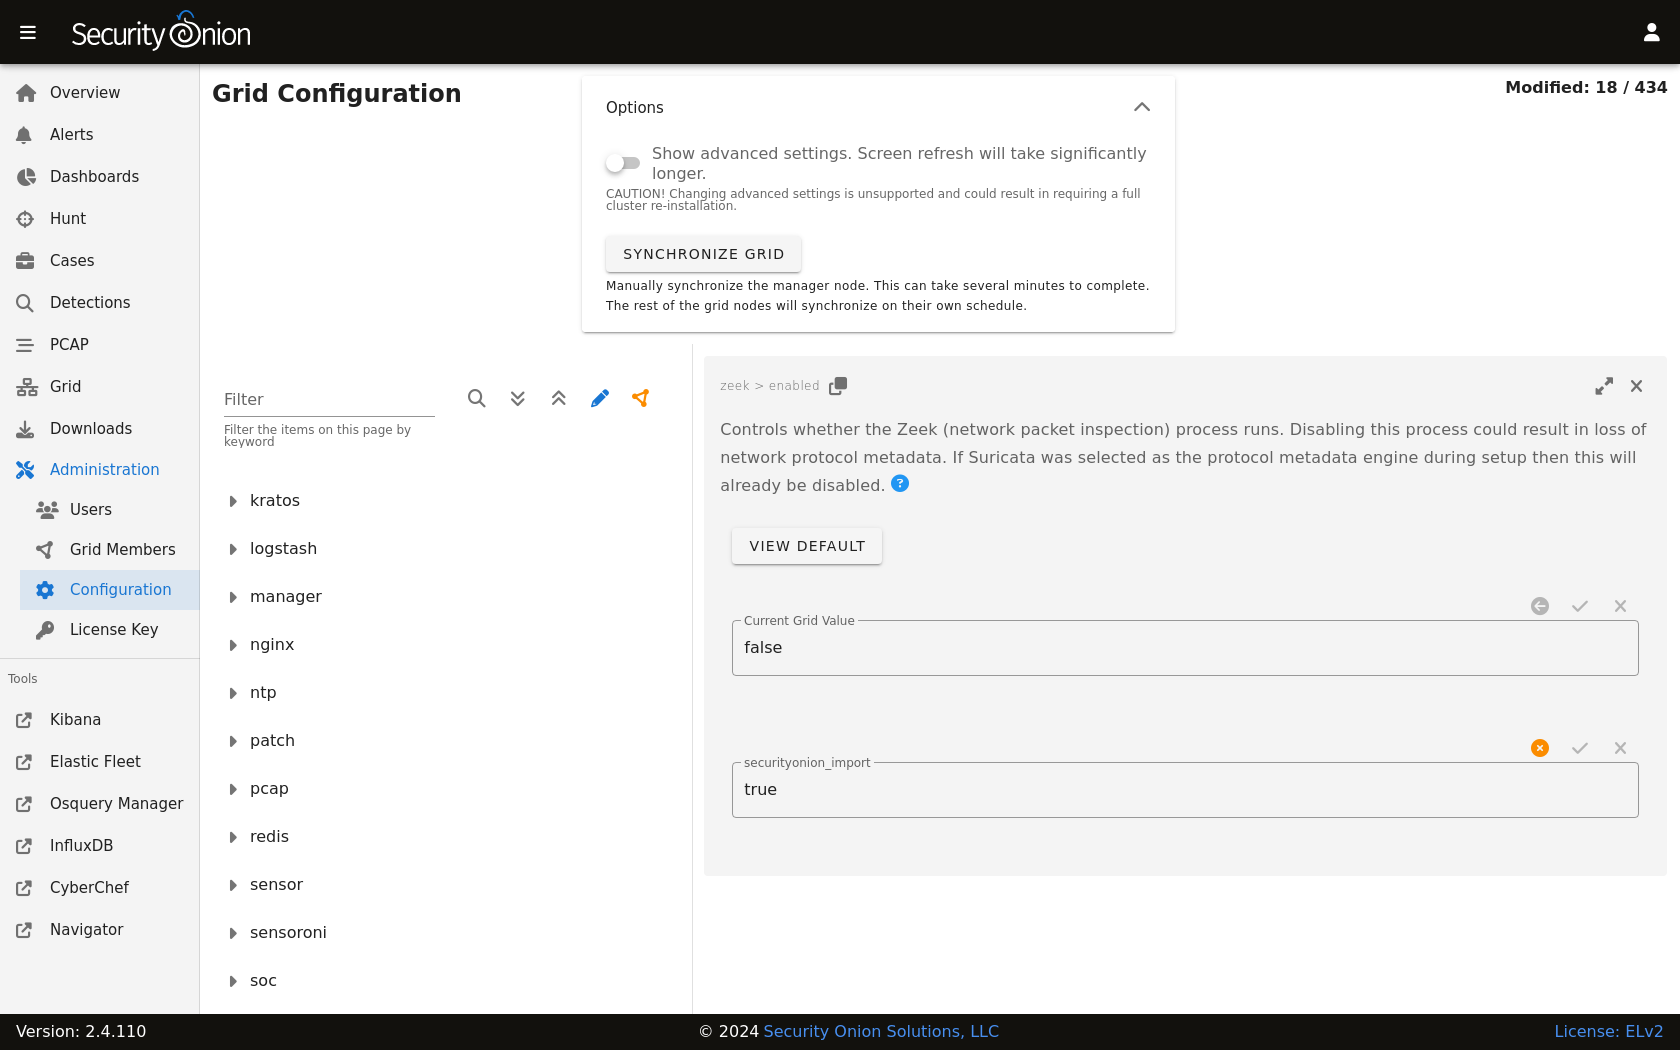 Security Onion
Overview
Alerts
Dashboards
Hunt
Cases
Detections
PCAP
Grid
Downloads
Administration
Users
Grid Members
Configuration
License Key
Tools
Kibana
Elastic Fleet
Osquery Manager
InfluxDB
CyberChef
Navigator
Grid Configuration
Options
Show advanced settings. Screen refresh will take significantly
longer.
CAUTION! Changing advanced settings is unsupported and could result in requiring a full
cluster re-installation.
SYNCHRONIZE GRID
Manually synchronize the manager node. This can take several minutes to complete.
The rest of the grid nodes will synchronize on their own schedule.
Modified: 18 / 434
Filter
Filter the items on this page by
keyword
kratos
logstash
manager
nginx
ntp
patch
pcap
redis
sensor
sensoroni
soc
zeek > enabled
Controls whether the Zeek (network packet inspection) process runs. Disabling this process could result in loss of
network protocol metadata. If Suricata was selected as the protocol metadata engine during setup then this will
already be disabled. ?
VIEW DEFAULT
Current Grid Value
false
securityonion_import
true
Version: 2.4.110
© 2024 Security Onion Solutions, LLC
License: ELv2